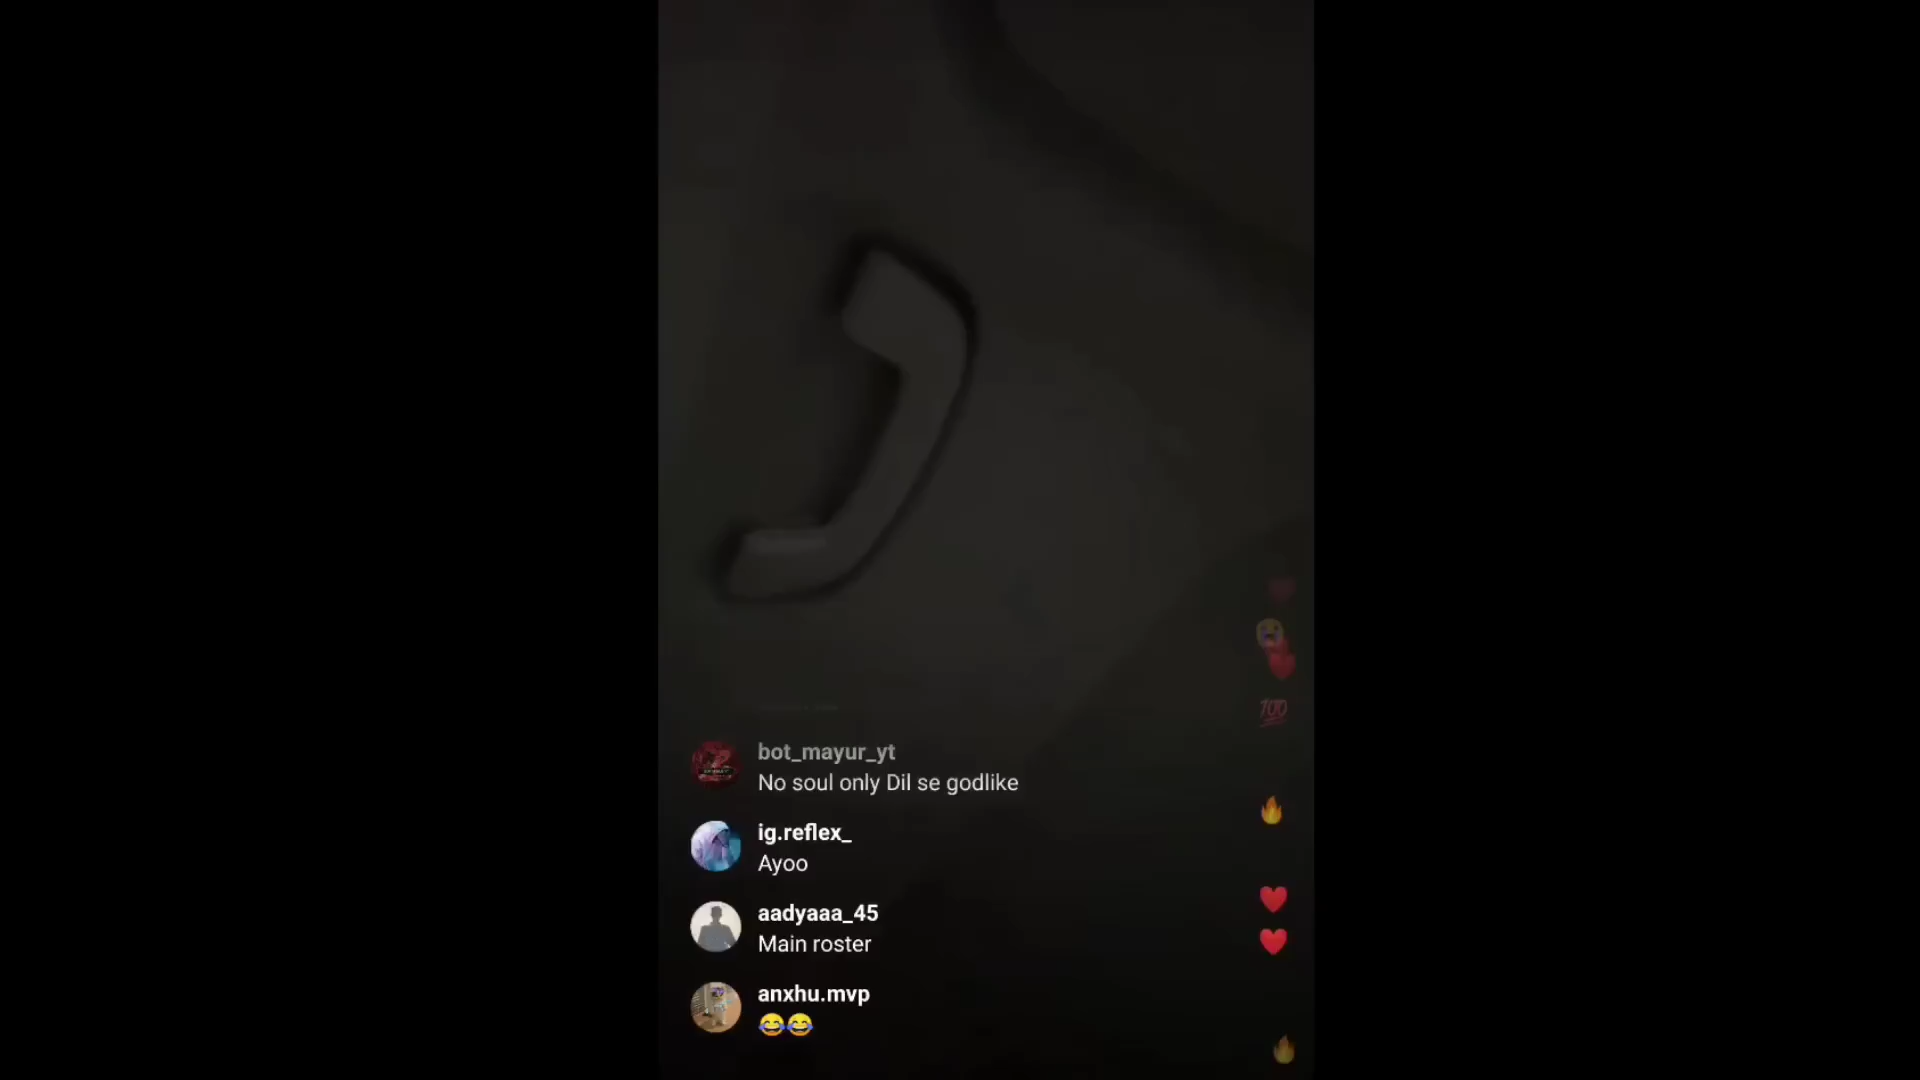 bot_mayur_yt
No soul only Dil se godlike
ig.reflex_
Ayoo
aadyaaa_45
Main roster
anxhu.mvp
😂😂
💯